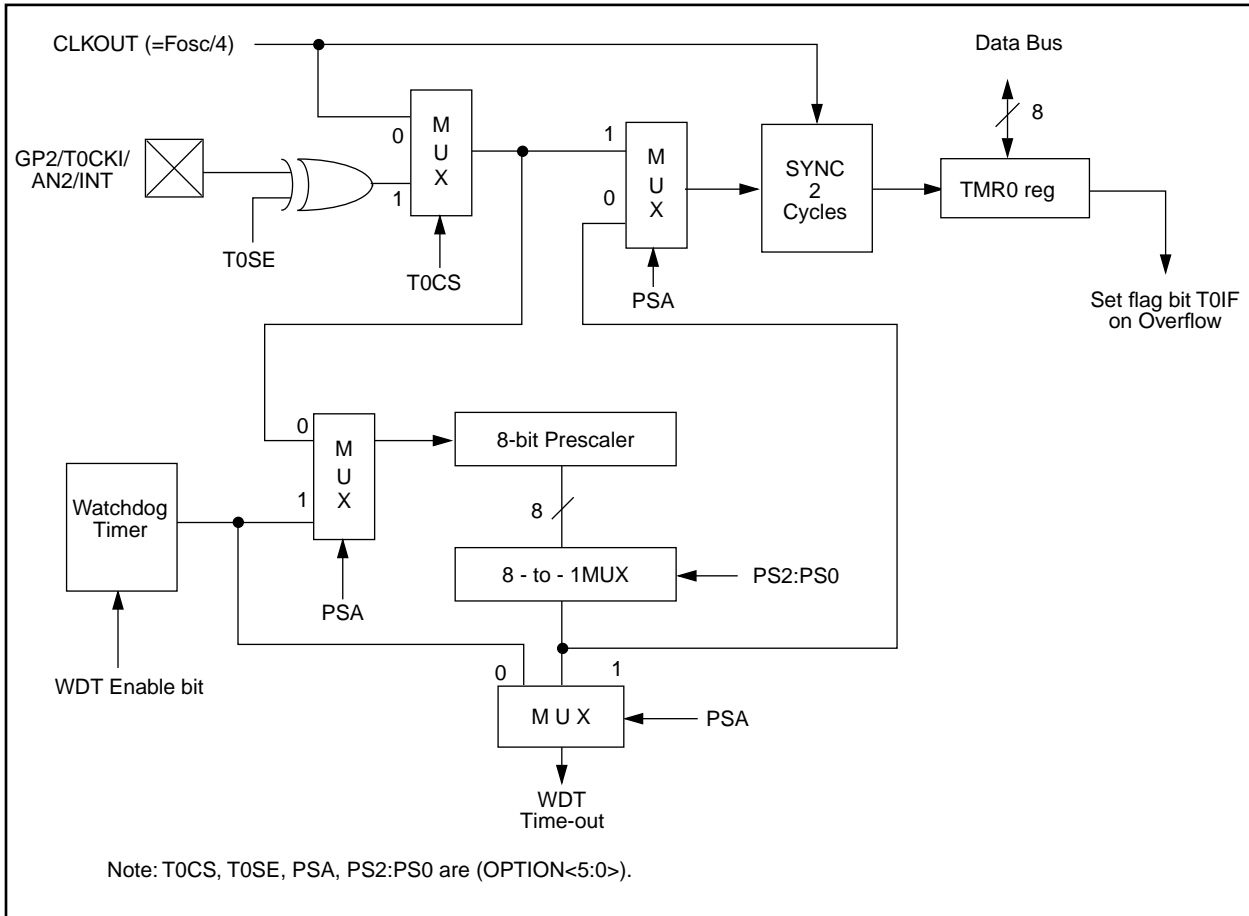 CLKOUT (=Fosc/4)
Data Bus
8
M
U
X
0
1
T0CS
GP2/T0CKI/
AN2/INT
T0SE
1
0
M
U
X
PSA
SYNC
2
Cycles
TMR0 reg
Set flag bit T0IF
on Overflow
0
1
M
U
X
PSA
8-bit Prescaler
8
Watchdog
Timer
WDT Enable bit
8 - to - 1MUX
PS2:PS0
0
1
M U X
PSA
WDT
Time-out
Note: T0CS, T0SE, PSA, PS2:PS0 are (OPTION<5:0>).